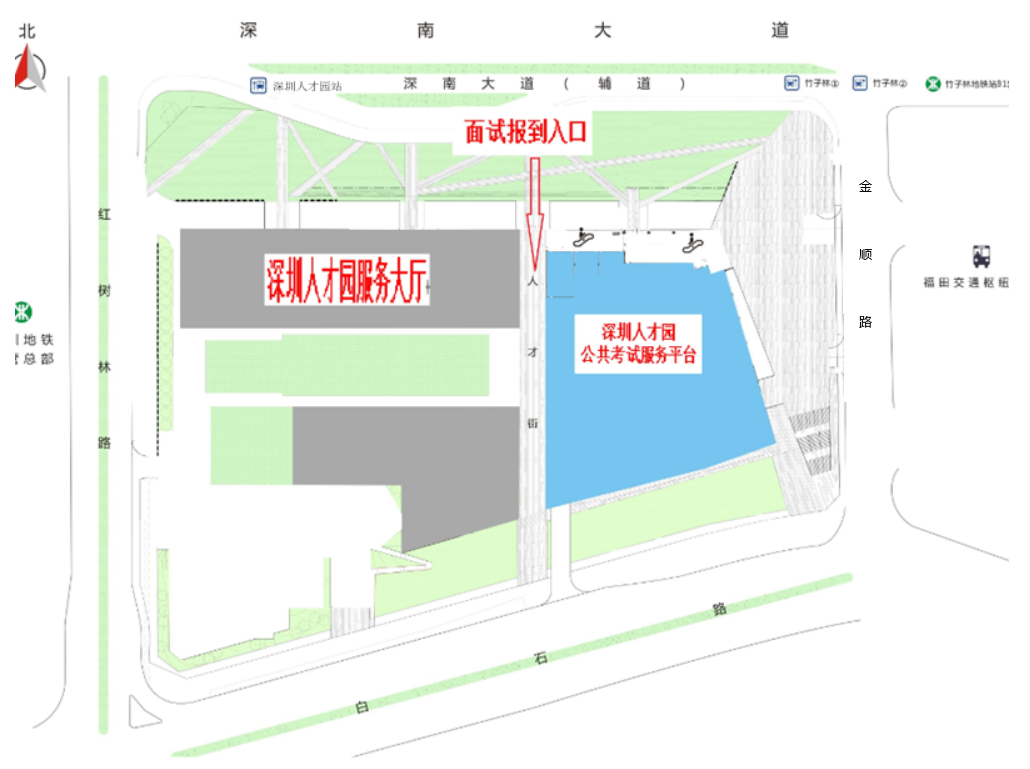 北
深 南 大 道
深圳人才园站
深 南 大 道 ( 辅 道 )
竹子林①
竹子林②
竹子林地铁站B1
面试报到入口
红 树 林 路
金 顺 路
深圳人才园服务大厅
人 才 街
深圳人才园
公共考试服务平台
福田交通枢纽
地铁
总部
白 石 路